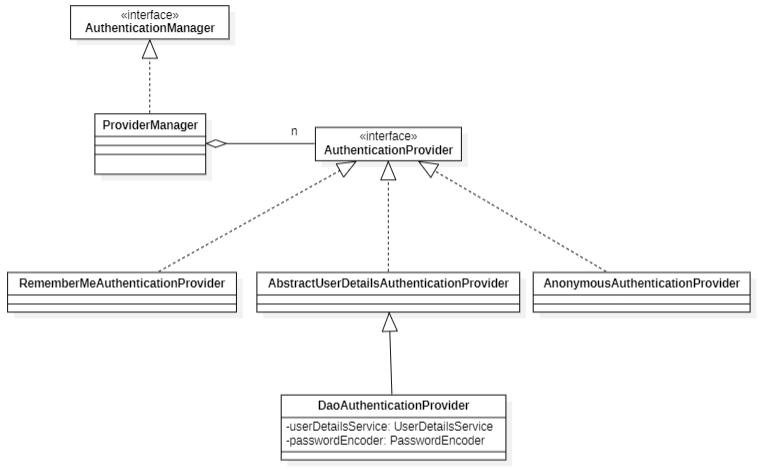 «interface»
AuthenticationManager
ProviderManager
n
«interface»
AuthenticationProvider
RememberMeAuthenticationProvider
AbstractUserDetailsAuthenticationProvider
AnonymousAuthenticationProvider
DaoAuthenticationProvider
-userDetailsService: UserDetailsService
-passwordEncoder: PasswordEncoder